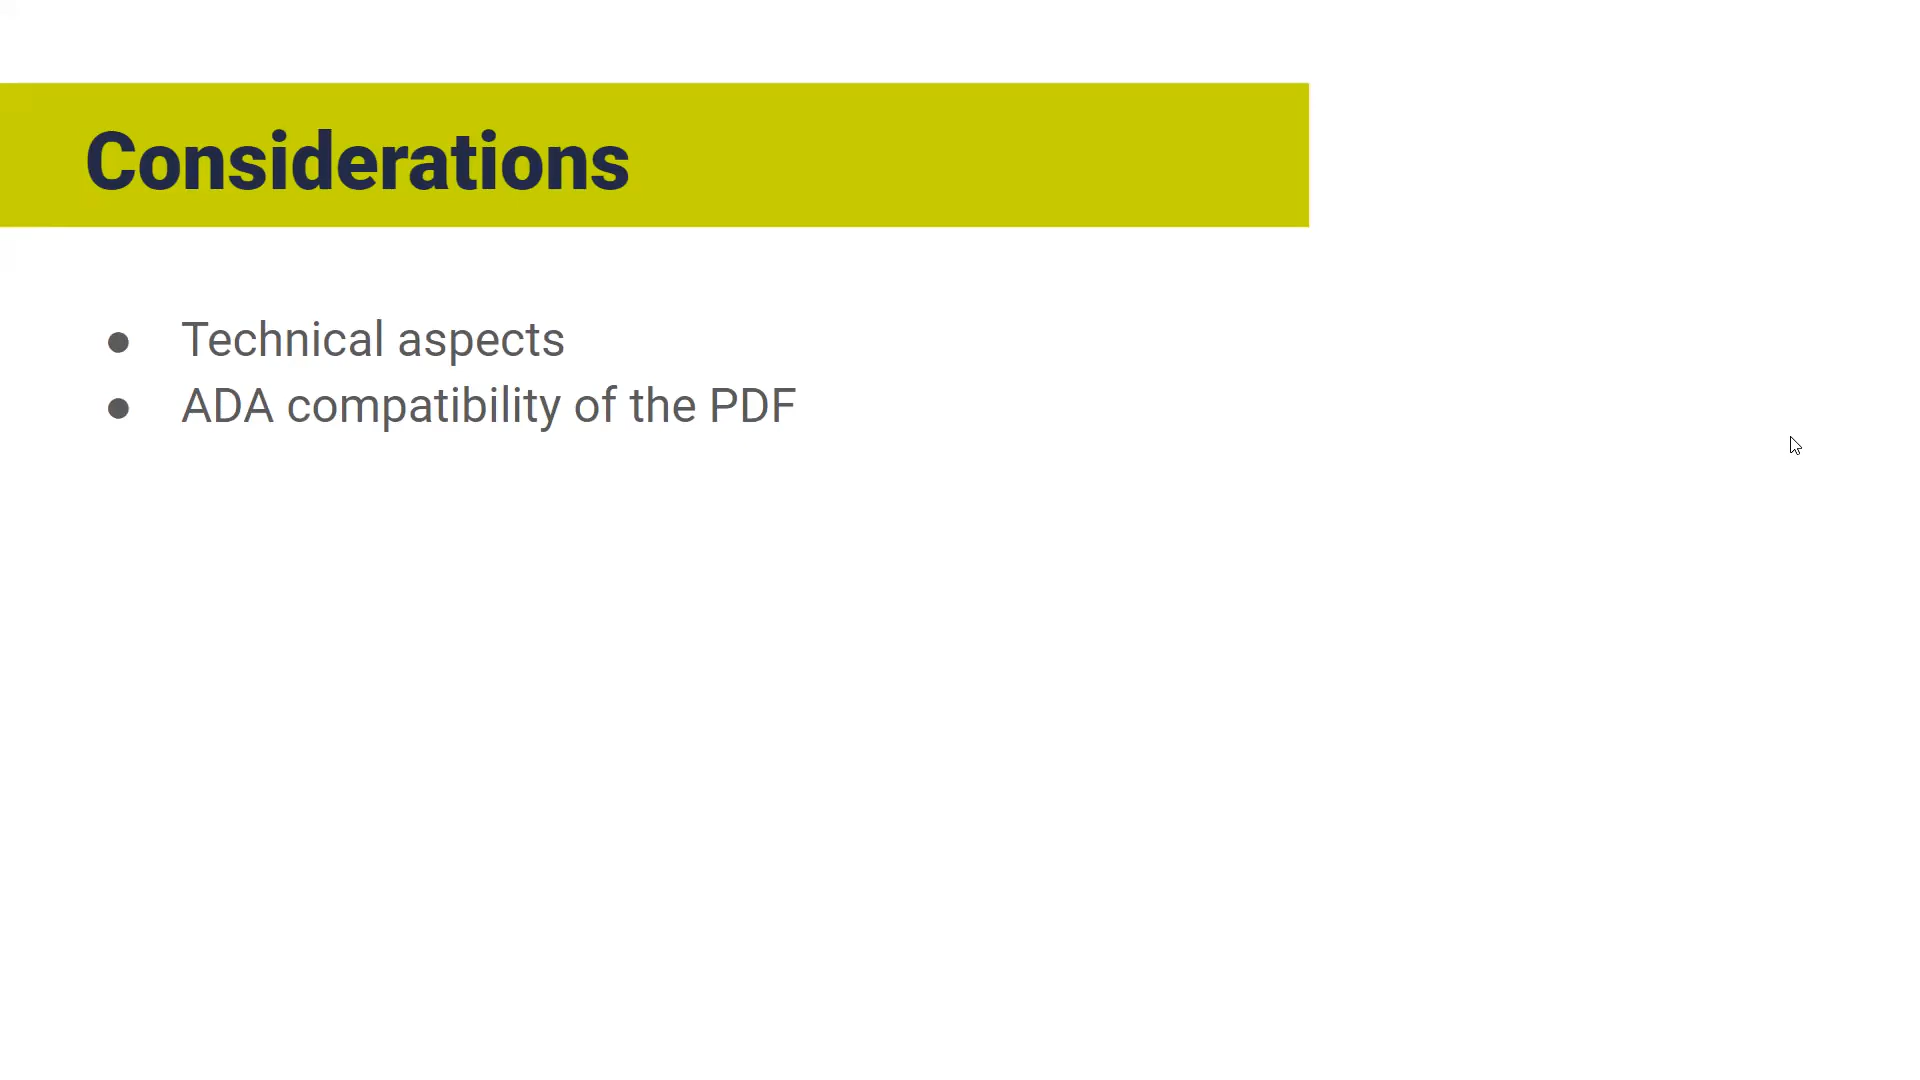 Considerations
● Technical aspects
● ADA compatibility of the PDF